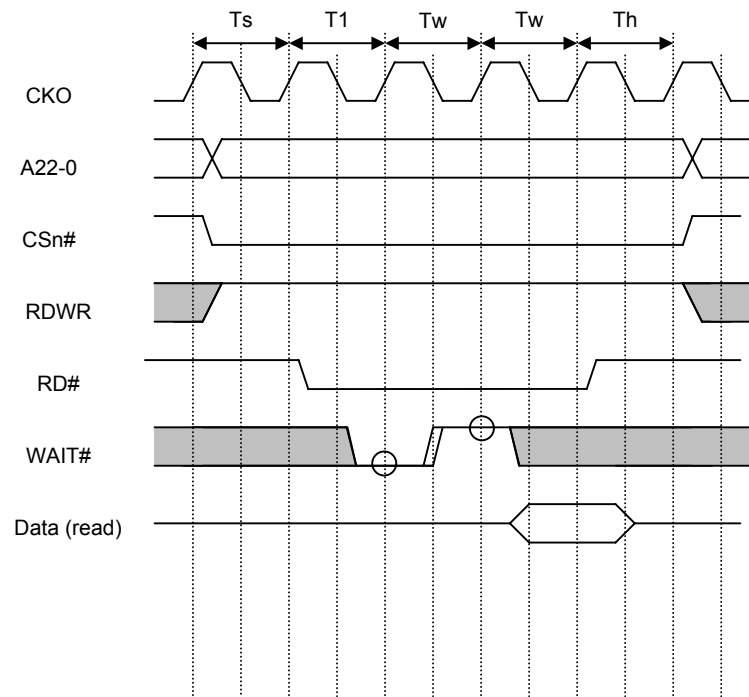 Ts T1 Tw Tw Th
CKO
A22-0
CSn#
RDWR
RD#
WAIT#
Data (read)